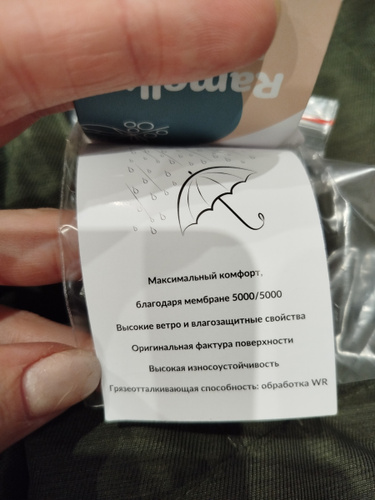 Максимальный комфорт,
благодаря мембране 5000/5000
Высокие ветро и влагозащитные свойства
Оригинальная фактура поверхности
Высокая износоустойчивость
Грязеотталкивающая способность: обработка WR